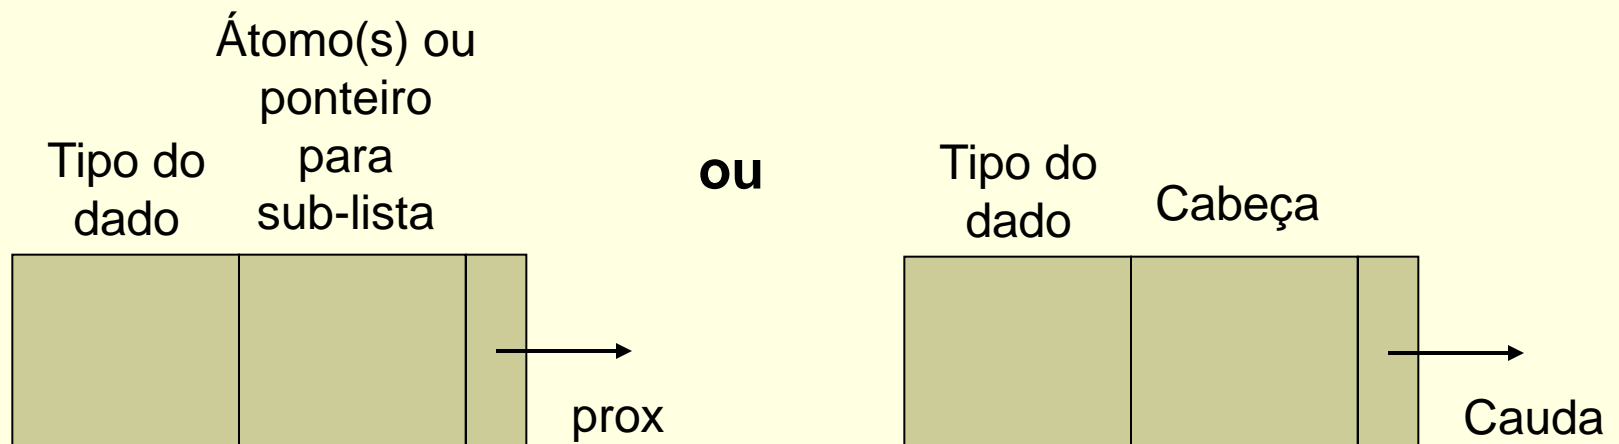 Átomo(s) ou
ponteiro
para
sub-lista
Tipo do
dado
prox
ou
Tipo do
dado
Cabeça
Cauda